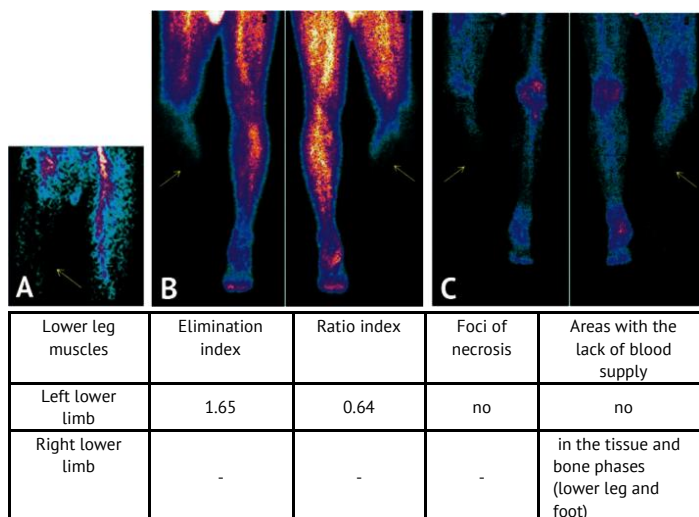 A
B
C
Lower leg
muscles
Elimination
index
Ratio index
Foci of
necrosis
Areas with the
lack of blood
supply
Left lower
limb
1.65
0.64
no
no
Right lower
limb
-
-
-
in the tissue and
bone phases
(lower leg and
foot)